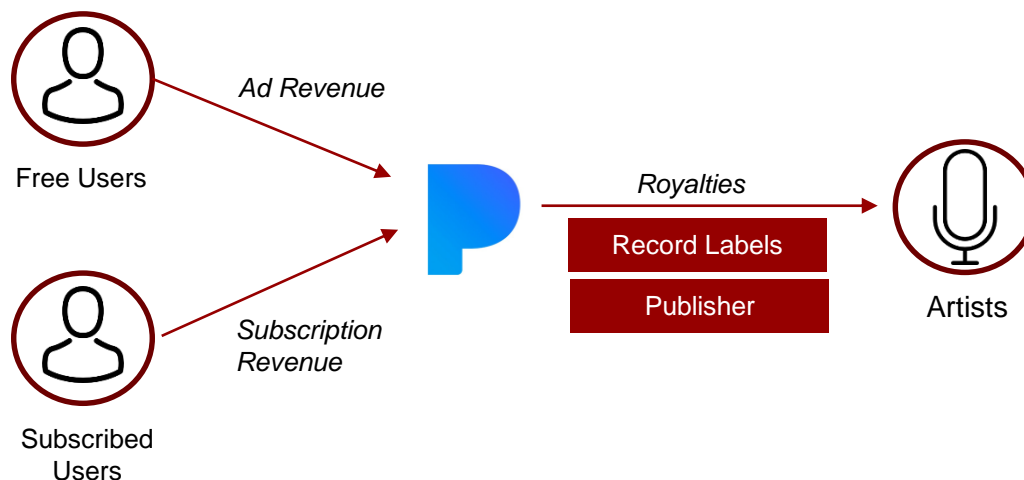 Ad Revenue
Free Users
Royalties
Record Labels
Publisher
Artists
Subscription
Revenue
Subscribed
Users